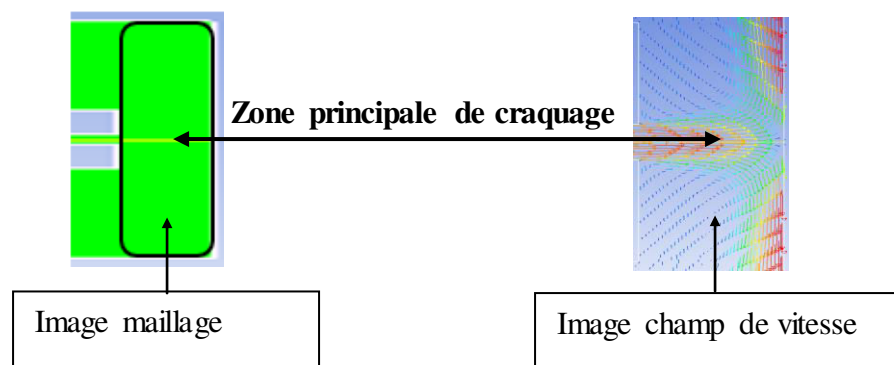 Zone principale de craquage
Image maillage
Image champ de vitesse